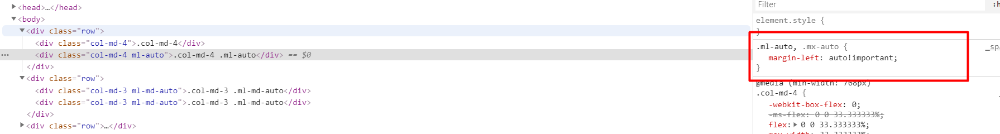 <head>…</head>
<body>
<div class="row">
<div class="col-md-4">.col-md-4</div>
<div class="col-md-4 ml-auto">.col-md-4 .ml-auto</div> == $0
</div>
<div class="row">
<div class="col-md-3 ml-md-auto">.col-md-3 .ml-md-auto</div>
<div class="col-md-3 ml-md-auto">.col-md-3 .ml-md-auto</div>
</div>
<div class="row">…</div>
Filter
element.style {
}
.ml-auto, .mx-auto {
margin-left: auto!important;
}
@media (min-width: 768px)
.col-md-4 {
-webkit-box-flex: 0;
-ms-flex: 0 0 33.333333%;
flex: 0 0 33.333333%;
max-width: 33.333333%;